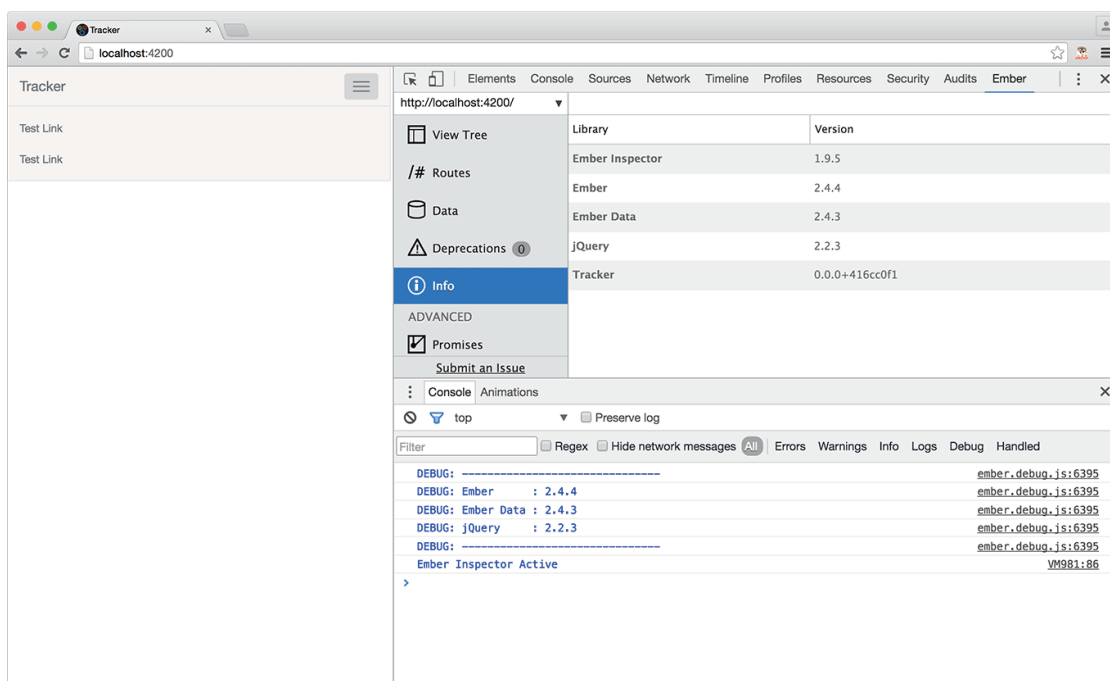 Tracker
localhost:4200
Tracker
Test Link
Test Link
Elements Console Sources Network Timeline Profiles Resources Security Audits Ember
http://localhost:4200/
View Tree
/# Routes
Data
Deprecations 0
Info
ADVANCED
Promises
Submit an Issue
Library Version
Ember Inspector 1.9.5
Ember 2.4.4
Ember Data 2.4.3
jQuery 2.2.3
Tracker 0.0.0+416cc0f1
Console Animations
top Preserve log
Filter Regex Hide network messages All Errors Warnings Info Logs Debug Handled
DEBUG: ------------------------------- ember.debug.js:6395
DEBUG: Ember : 2.4.4 ember.debug.js:6395
DEBUG: Ember Data : 2.4.3 ember.debug.js:6395
DEBUG: jQuery : 2.2.3 ember.debug.js:6395
DEBUG: ------------------------------- ember.debug.js:6395
Ember Inspector Active VM981:86
>